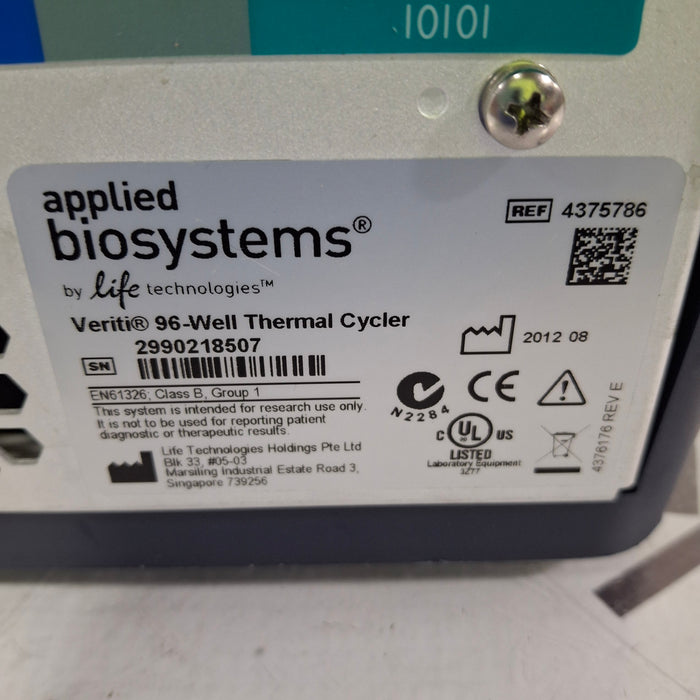 10101
applied
biosystems®
by life technologies™
REF 4375786
Veriti® 96-Well Thermal Cycler
2990218507
SN
2012 08
EN61326; Class B, Group 1
This system is intended for research use only.
It is not to be used for reporting patient
diagnostic or therapeutic results.
Life Technologies Holdings Pte Ltd
Blk 33, #05-03
Marsiling Industrial Estate Road 3,
Singapore 739256
N2284
CE
C UL US
LISTED
Laboratory Equipment
3Z77
4376176 REV E